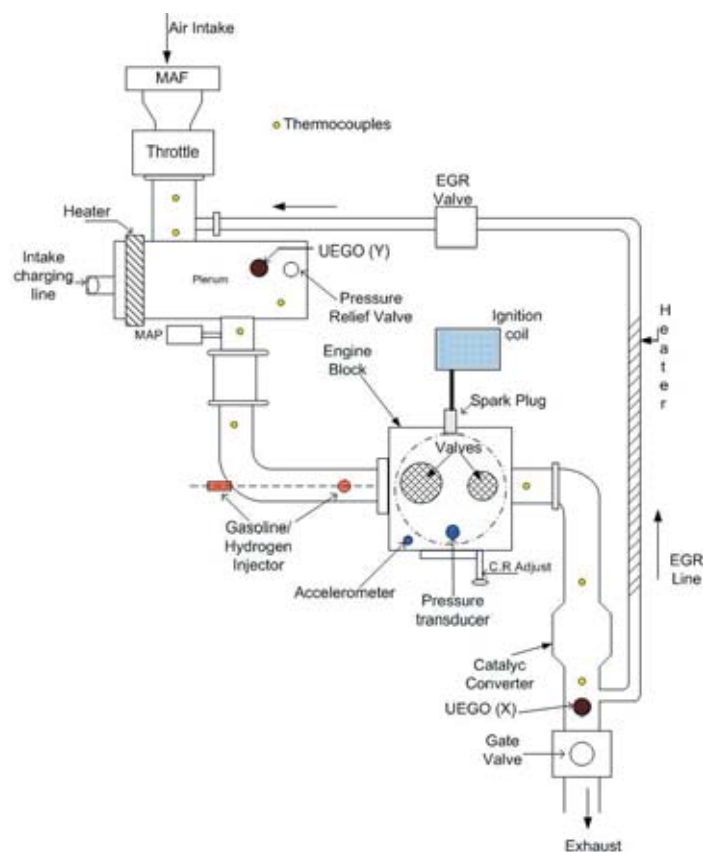 Air Intake
MAF
Thermocouples
Throttle
EGR
Valve
Heater
UEGO (Y)
Intake
charging
line
Plenum
Pressure
Relief Valve
Heater
MAP
Ignition
coil
Engine
Block
Spark Plug
Valves
Gasoline/
Hydrogen
Injector
C.R Adjust
EGR
Line
Accelerometer
Pressure
transducer
Catalyc
Converter
UEGO (X)
Gate
Valve
Exhaust